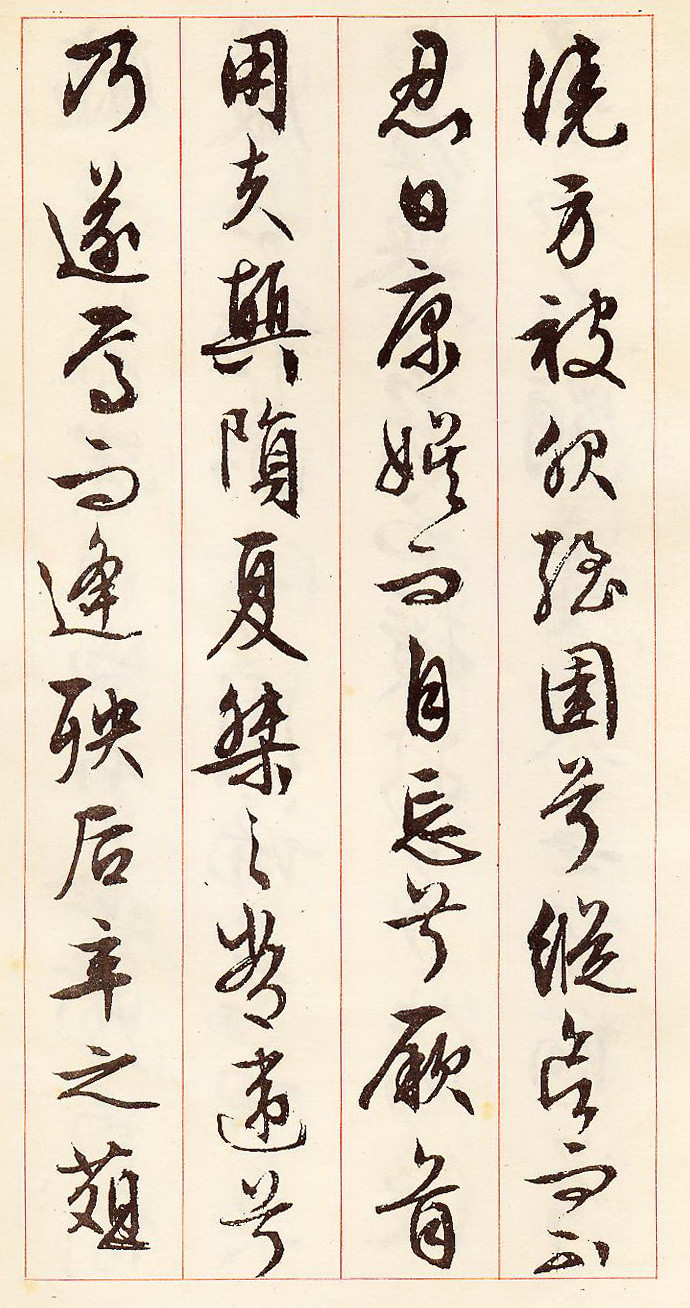 澆身被服強圉兮縱欲而不
忍日康娛而自忘兮厥首
用夫顛隕夏桀之常違兮
乃遂焉而逢殃后辛之葅